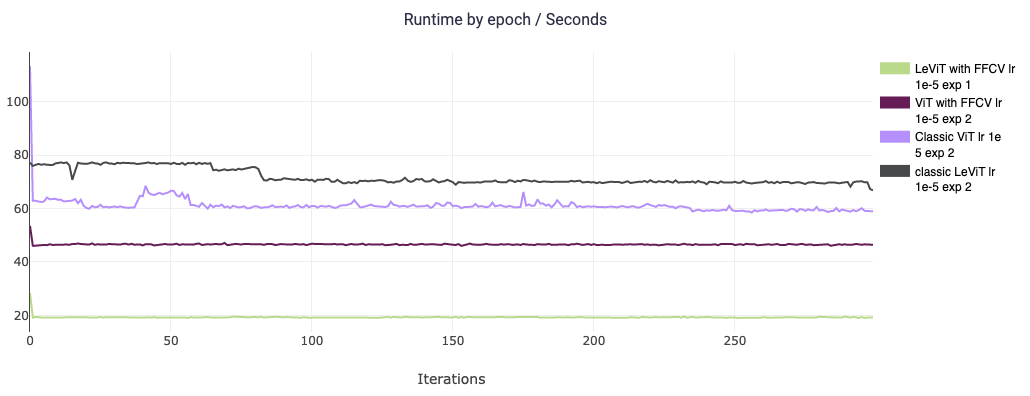 Runtime by epoch / Seconds
100
80
60
40
20
0
50
100
150
200
250
Iterations
LeViT with FFCV lr
1e-5 exp 1
ViT with FFCV lr
1e-5 exp 2
Classic ViT lr 1e
5 exp 2
classic LeViT lr
1e-5 exp 2